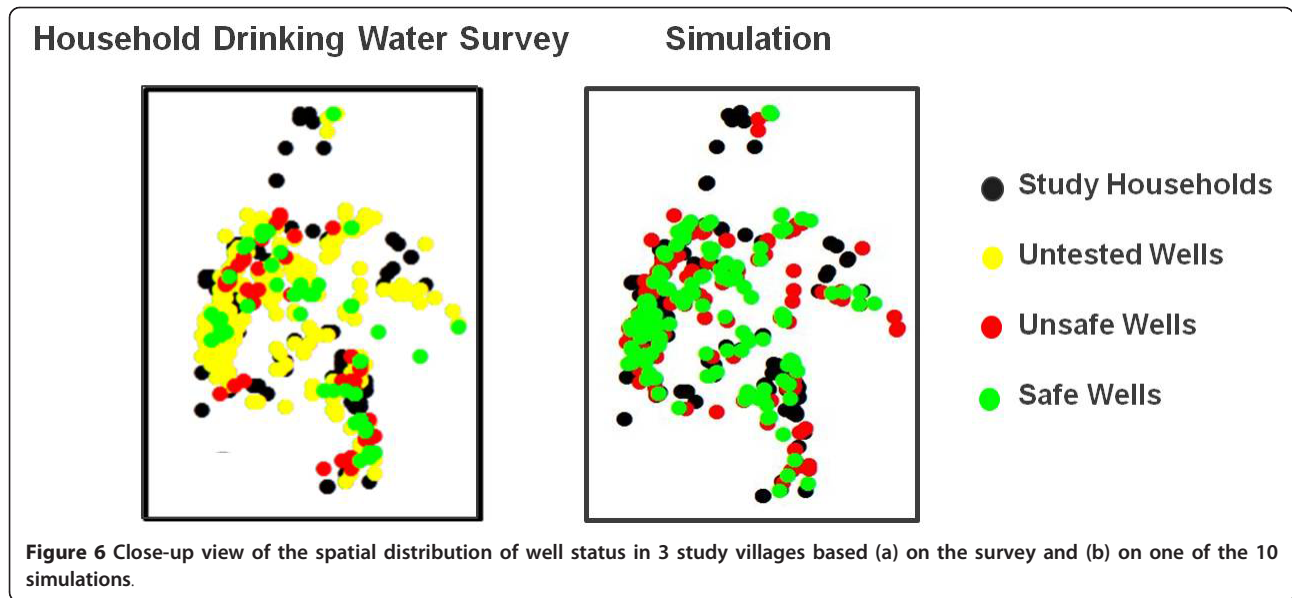 Household Drinking Water Survey
Simulation
Study Households
Untested Wells
Unsafe Wells
Safe Wells
Figure 6 Close-up view of the spatial distribution of well status in 3 study villages based (a) on the survey and (b) on one of the 10
simulations.